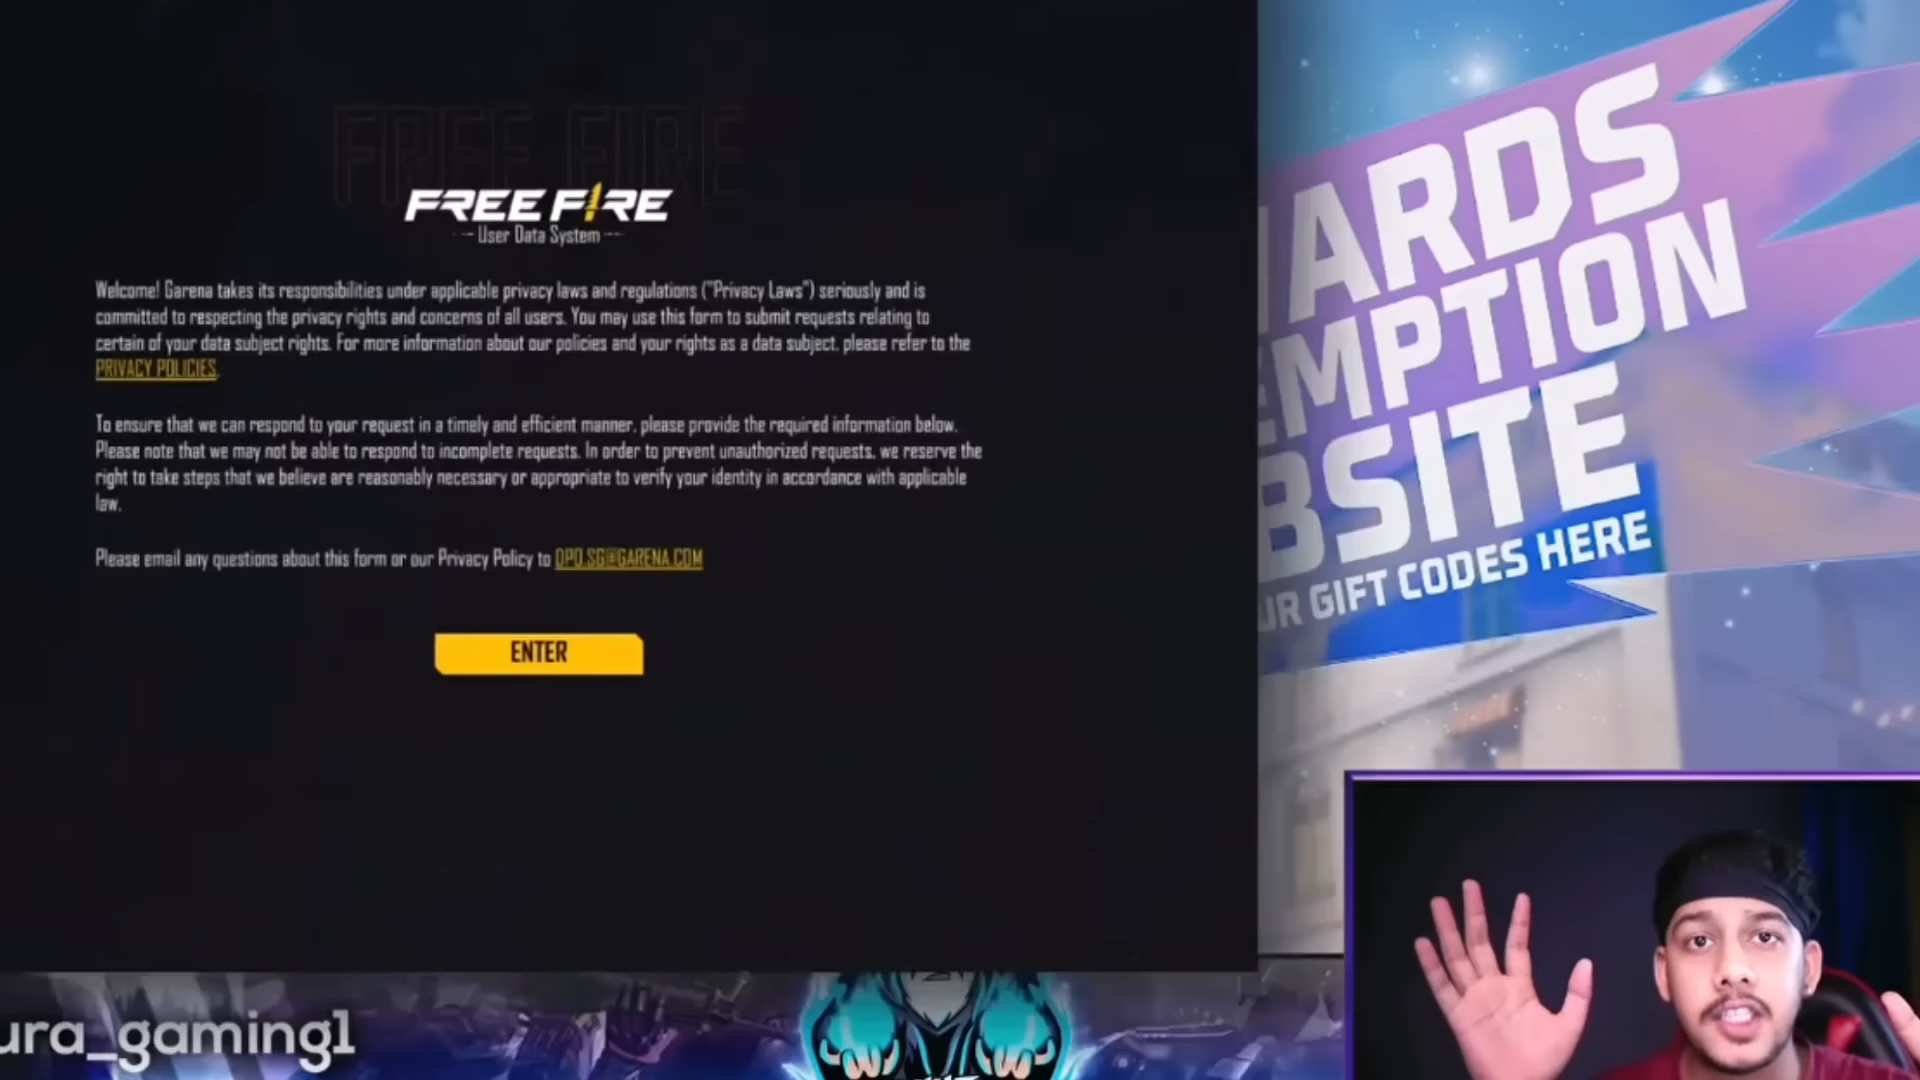 FREE FIRE
FREE FIRE
--- User Data System ---
Welcome! Garena takes its responsibilities under applicable privacy laws and regulations ("Privacy Laws") seriously and is
committed to respecting the privacy rights and concerns of all users. You may use this form to submit requests relating to
certain of your data subject rights. For more information about our policies and your rights as a data subject, please refer to the
PRIVACY POLICIES.
To ensure that we can respond to your request in a timely and efficient manner, please provide the required information below.
Please note that we may not be able to respond to incomplete requests. In order to prevent unauthorized requests, we reserve the
right to take steps that we believe are reasonably necessary or appropriate to verify your identity in accordance with applicable
law.
Please email any questions about this form or our Privacy Policy to DPO.SG@GARENA.COM
ENTER
ARDS
EMPTION
BSITE
UR GIFT CODES HERE
ura_gaming1